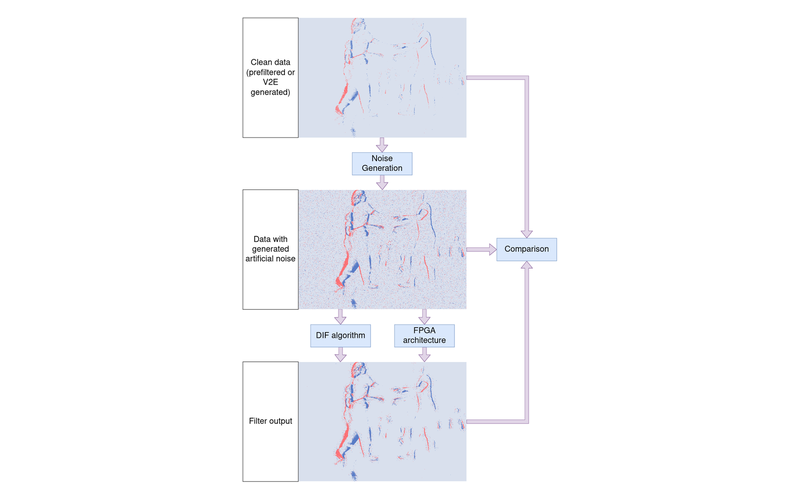 Clean data
(prefiltered or
V2E
generated)
Noise
Generation
Data with
generated
artificial noise
Comparison
DIF algorithm
FPGA
architecture
Filter output